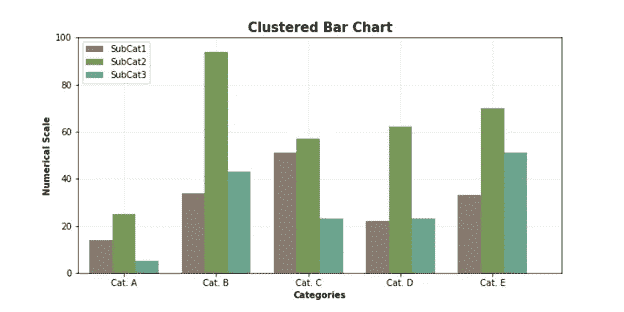 Clustered Bar Chart
100
80
60
40
20
0
Numerical Scale
SubCat1
SubCat2
SubCat3
Cat. A
Cat. B
Cat. C
Cat. D
Cat. E
Categories